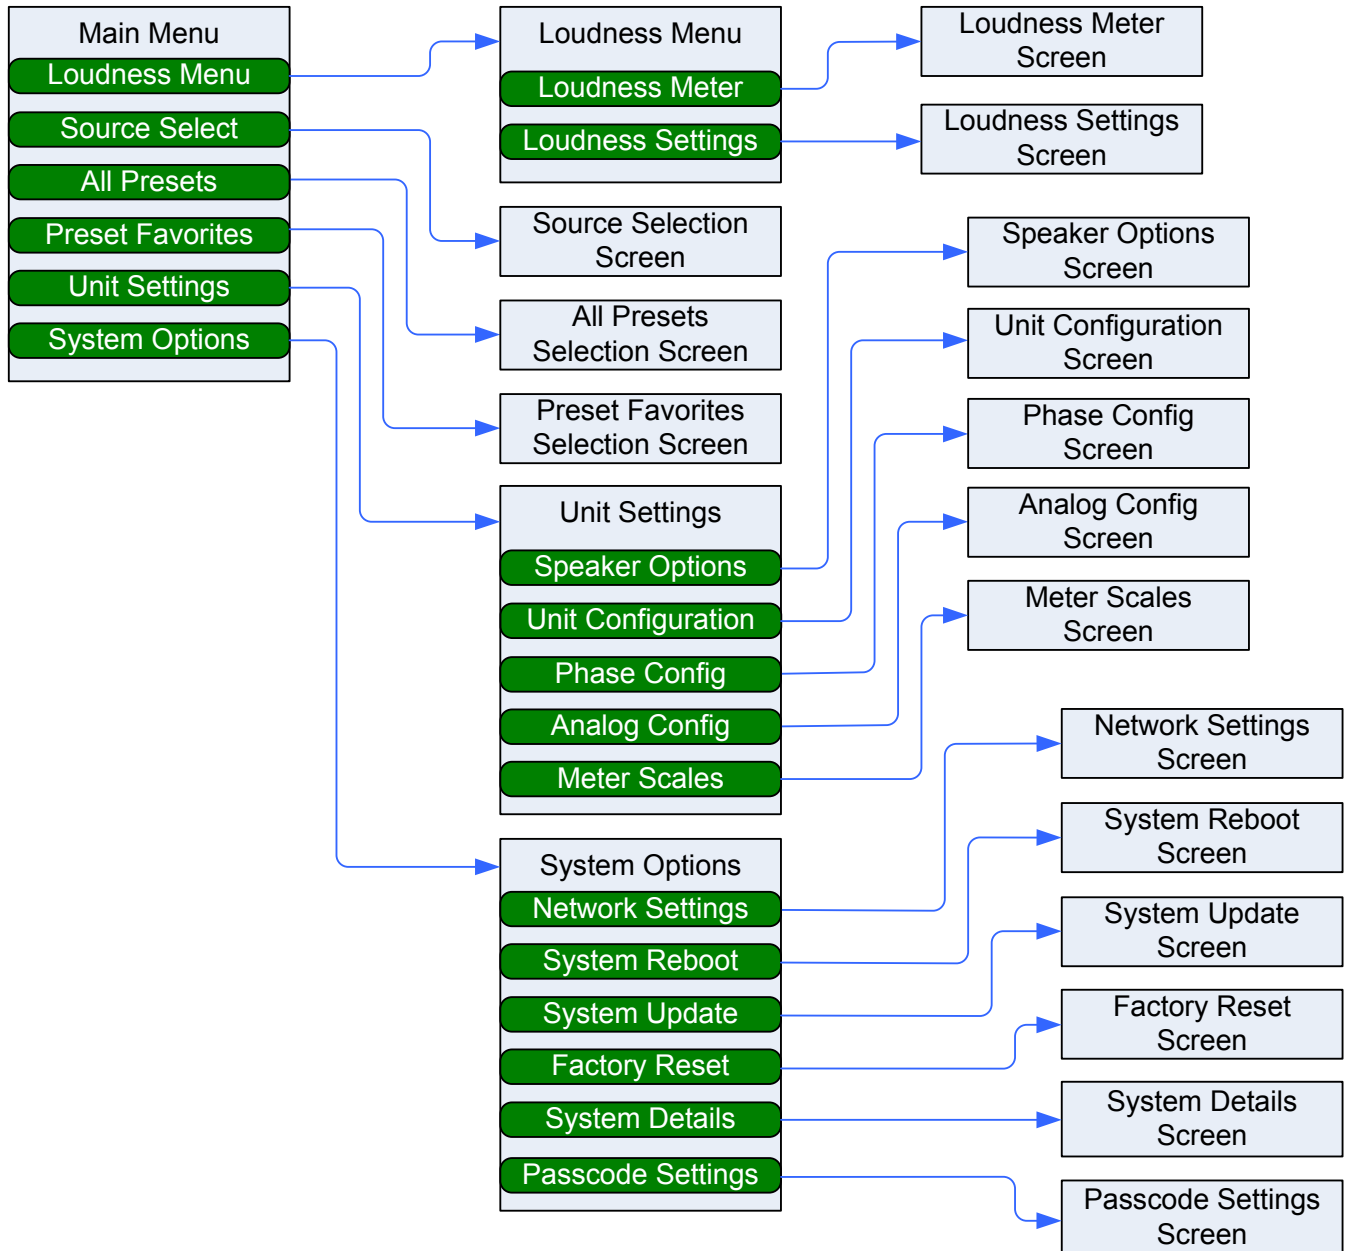 Main Menu
Loudness Menu
Source Select
All Presets
Preset Favorites
Unit Settings
System Options
Loudness Menu
Loudness Meter
Loudness Settings
Loudness Meter
Screen
Loudness Settings
Screen
Source Selection
Screen
All Presets
Selection Screen
Preset Favorites
Selection Screen
Unit Settings
Speaker Options
Unit Configuration
Phase Config
Analog Config
Meter Scales
Speaker Options
Screen
Unit Configuration
Screen
Phase Config
Screen
Analog Config
Screen
Meter Scales
Screen
System Options
Network Settings
System Reboot
System Update
Factory Reset
System Details
Passcode Settings
Network Settings
Screen
System Reboot
Screen
System Update
Screen
Factory Reset
Screen
System Details
Screen
Passcode Settings
Screen